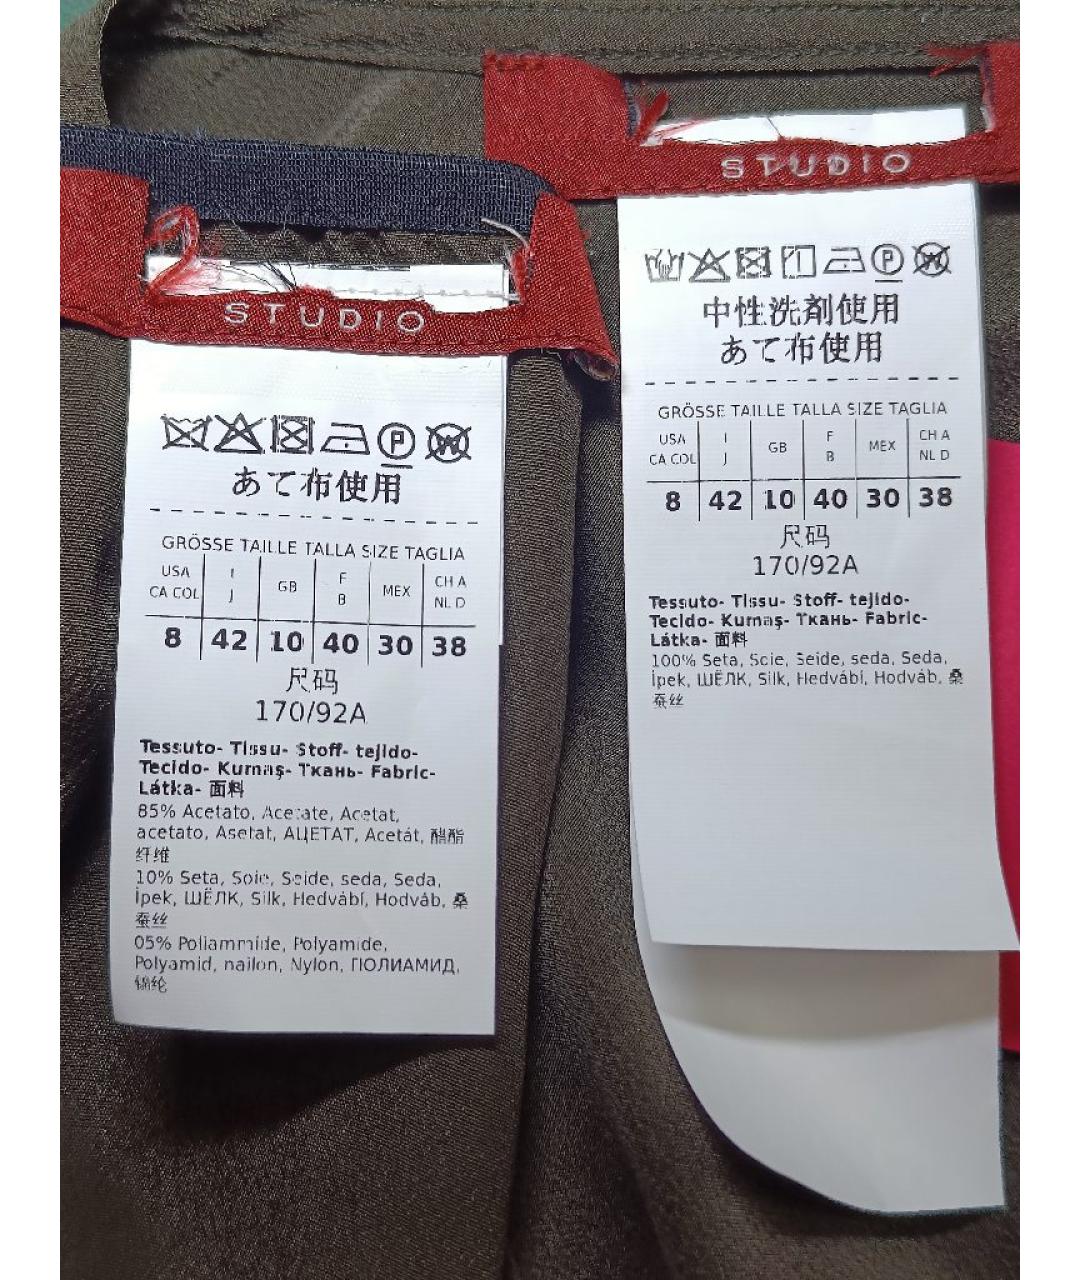 STUDIO
あて布使用
GRÖSSE TAILLE TALLA SIZE TAGLIA
USA I GB F MEX CH A
CA COL J B NL D
8 42 10 40 30 38
尺码
170/92A
Tessuto- Tissu- Stoff- tejido-
Tecido- Kumaş- Ткань- Fabric-
Látka- 面料
85% Acetato, Acetate, Acetat,
acetato, Asetat, АЦЕТАТ, Acetát, 醋酯
纤维
10% Seta, Soie, Seide, seda, Seda,
İpek, ШЁЛК, Silk, Hedvábí, Hodváb, 桑
蚕丝
05% Poliammide, Polyamide,
Polyamid, nailon, Nylon, ПОЛИАМИД,
锦纶
STUDIO
中性洗剤使用
あて布使用
GRÖSSE TAILLE TALLA SIZE TAGLIA
USA I GB F MEX CH A
CA COL J B NL D
8 42 10 40 30 38
尺码
170/92A
Tessuto- Tissu- Stoff- tejido-
Tecido- Kumaş- Ткань- Fabric-
Látka- 面料
100% Seta, Soie, Seide, seda, Seda,
İpek, ШЁЛК, Silk, Hedvábí, Hodváb, 桑
蚕丝